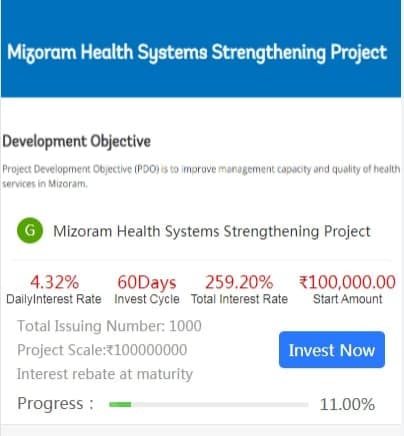 Mizoram Health Systems Strengthening Project
Development Objective
Project Development Objective (PDO) is to improve management capacity and quality of health
services in Mizoram.
G Mizoram Health Systems Strengthening Project
4.32% 60Days 259.20% ₹100,000.00
DailyInterest Rate Invest Cycle Total Interest Rate Start Amount
Total Issuing Number: 1000
Project Scale:₹100000000
Invest Now
Interest rebate at maturity
Progress : 11.00%